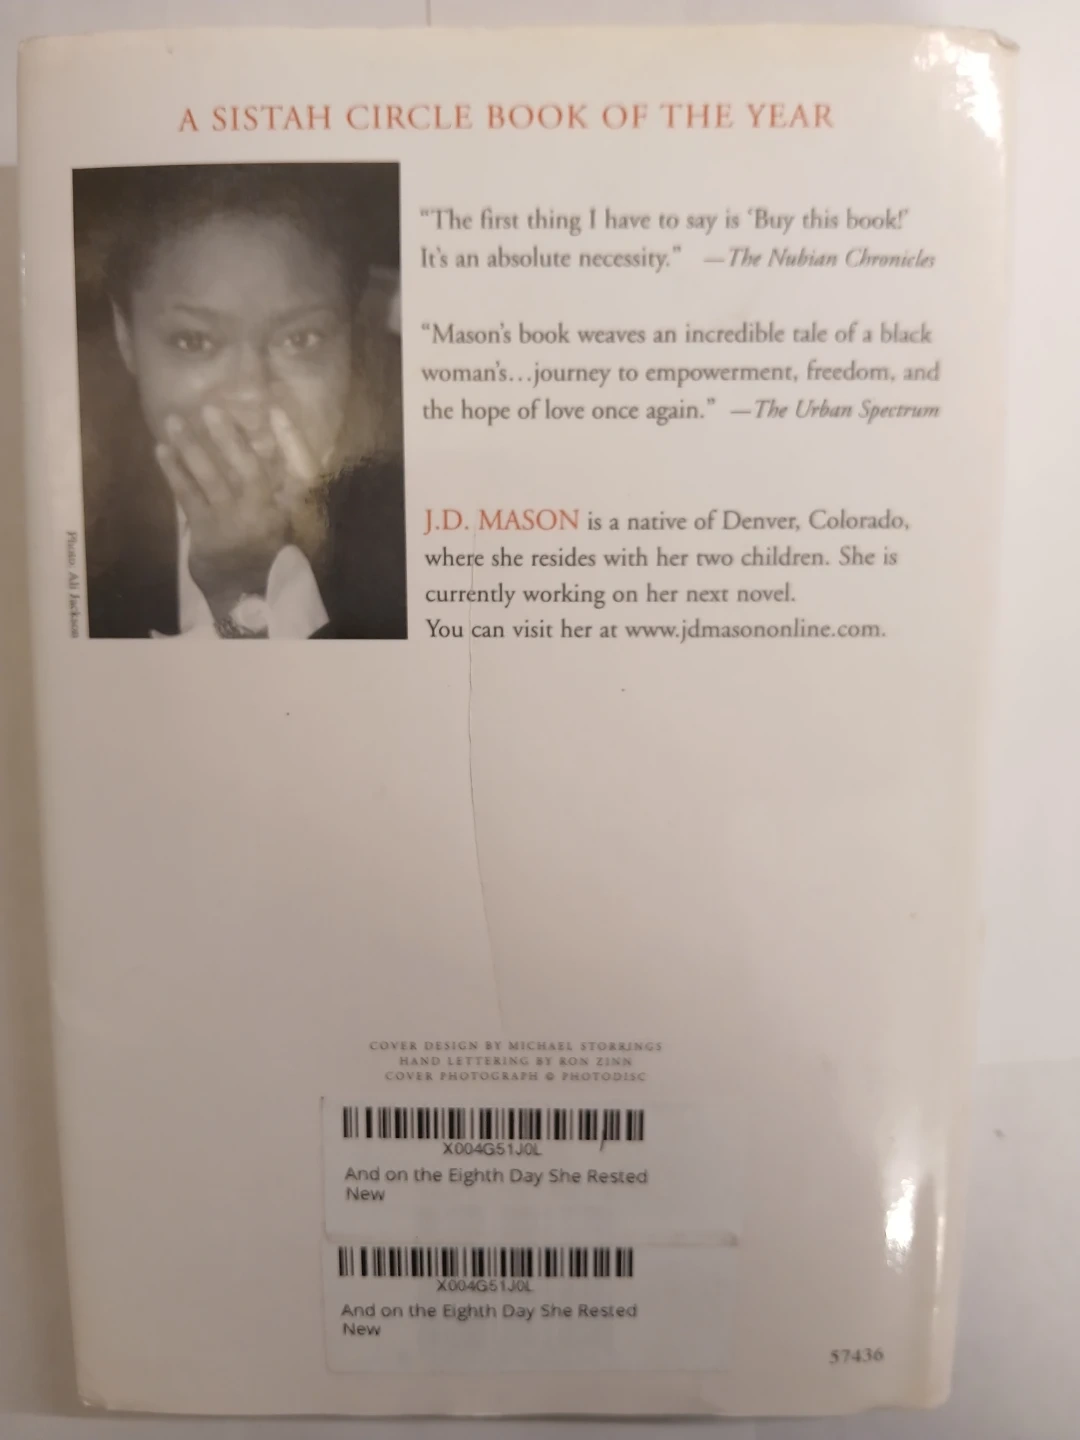 A SISTAH CIRCLE BOOK OF THE YEAR
"The first thing I have to say is 'Buy this book!'
It's an absolute necessity." —The Nubian Chronicles
"Mason's book weaves an incredible tale of a black
woman's...journey to empowerment, freedom, and
the hope of love once again." —The Urban Spectrum
J.D. MASON is a native of Denver, Colorado,
where she resides with her two children. She is
currently working on her next novel.
You can visit her at www.jdmasononline.com.
Photo: Ali Jackson
COVER DESIGN BY MICHAEL STORRINGS
HAND LETTERING BY RON ZINN
COVER PHOTOGRAPH © PHOTODISC
X004G51J0L
And on the Eighth Day She Rested
New
X004G51J0L
And on the Eighth Day She Rested
New
57436